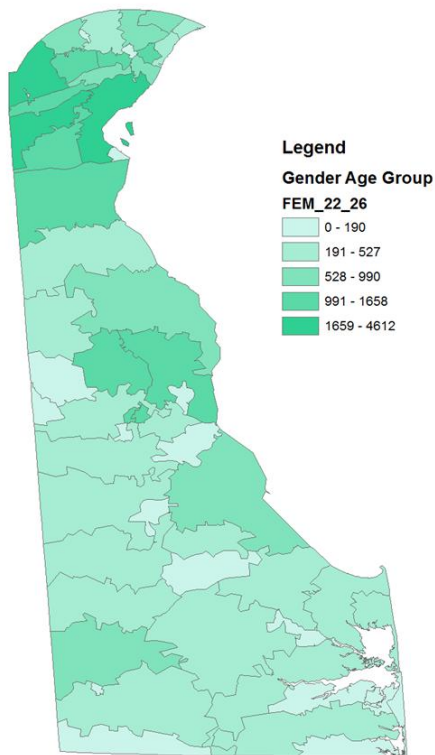 Legend
Gender Age Group
FEM_22_26
0 - 190
191 - 527
528 - 990
991 - 1658
1659 - 4612